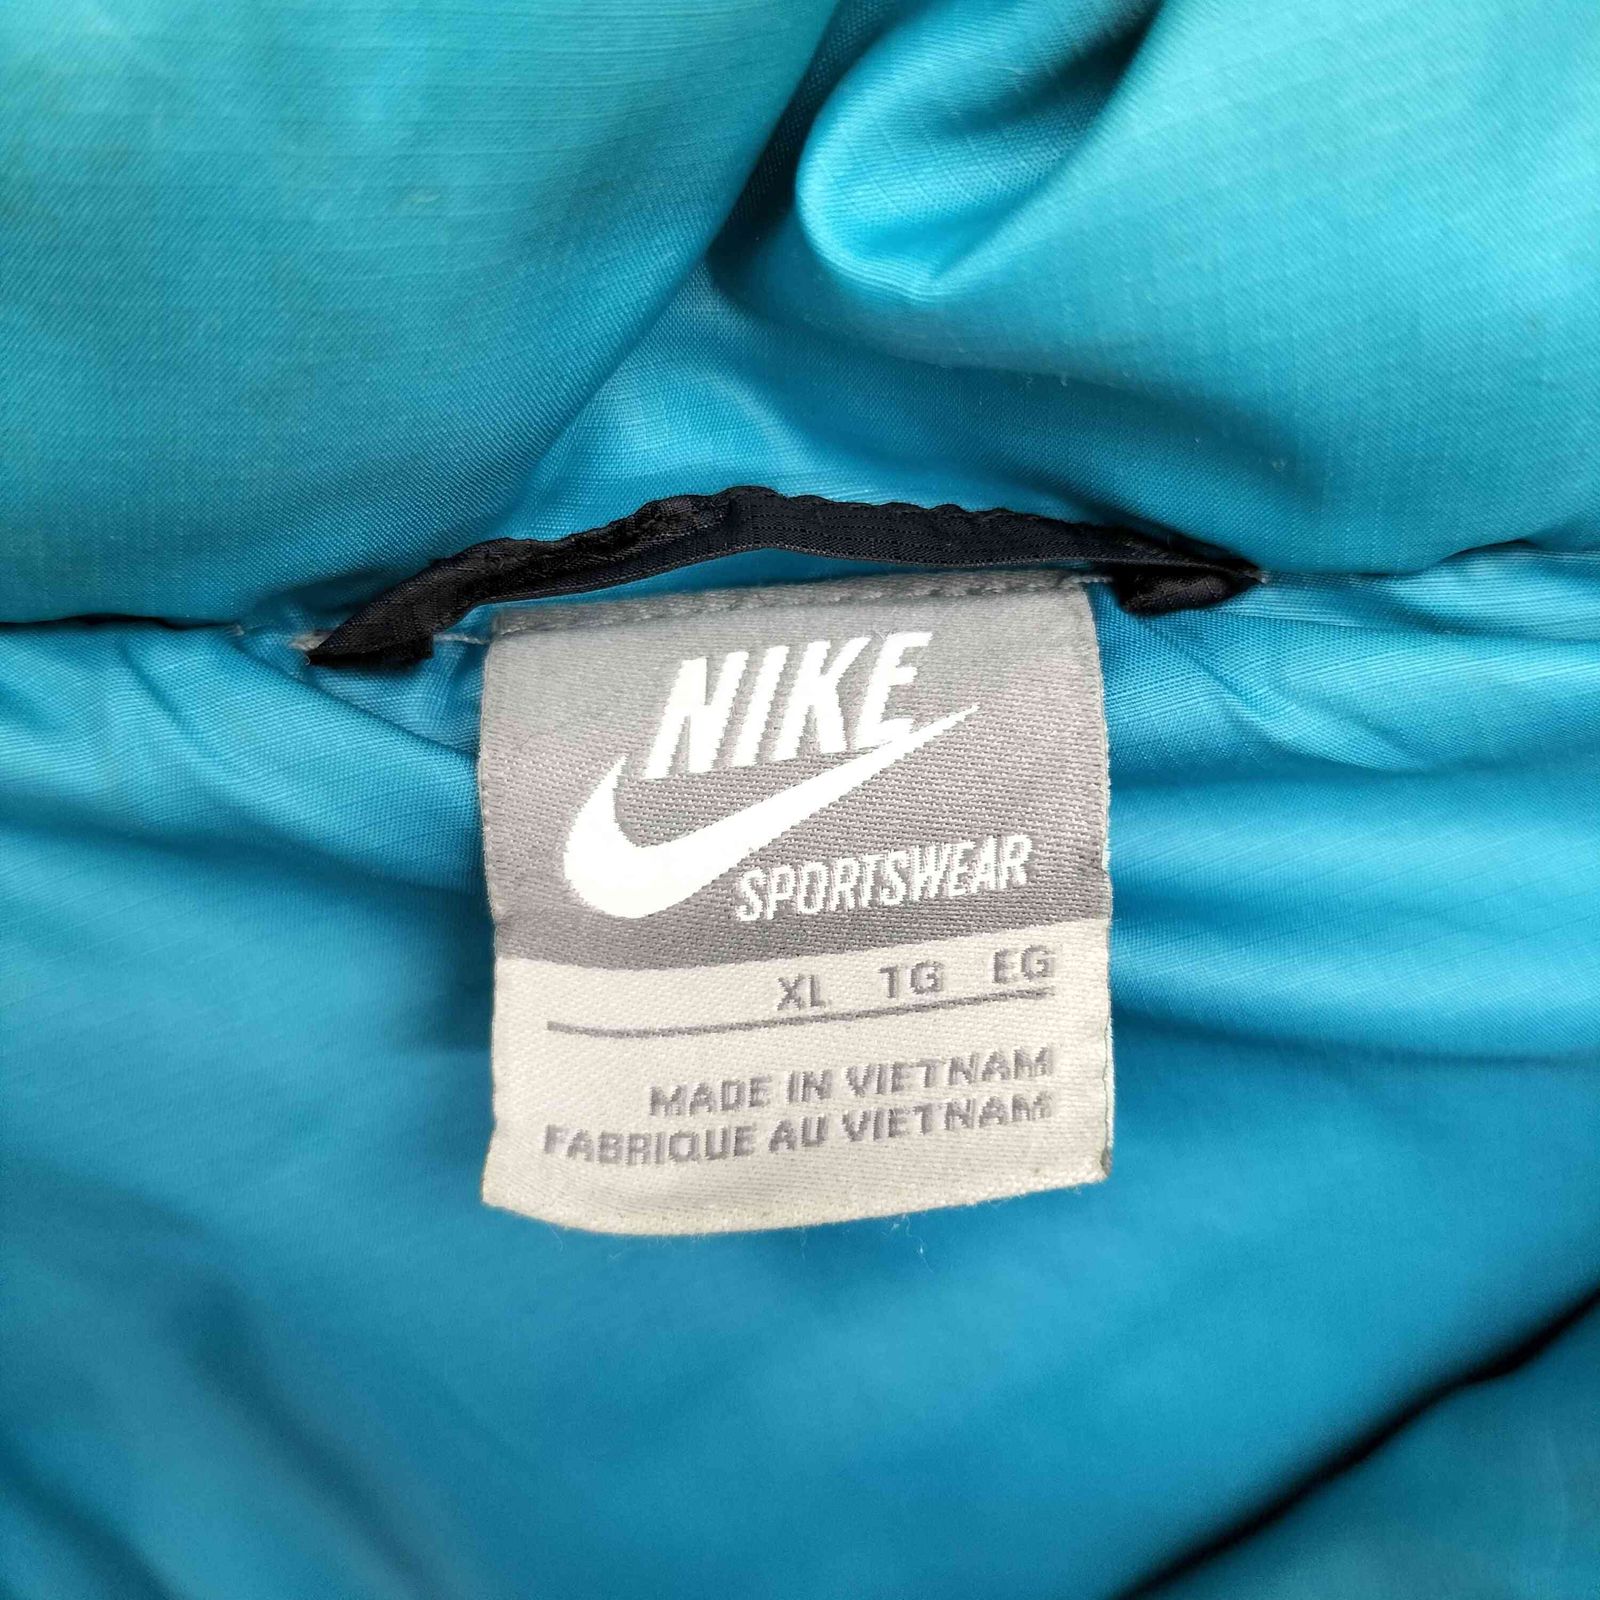 NIKE
SPORTSWEAR
XL TG EG
MADE IN VIETNAM
FABRIQUE AU VIETNAM